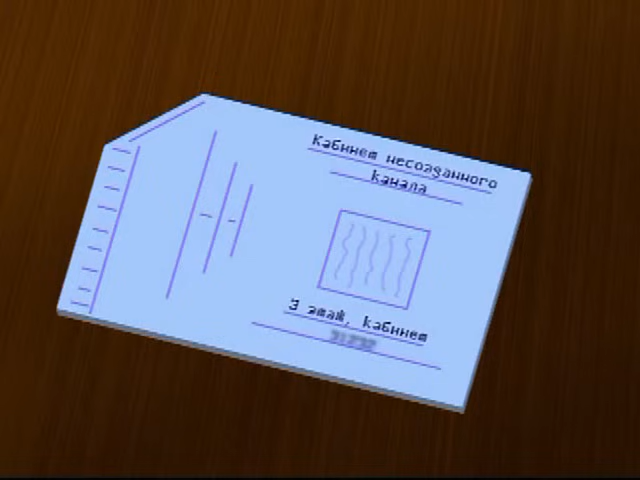 Кабинет несозданного
канала
3 этаж, кабинет